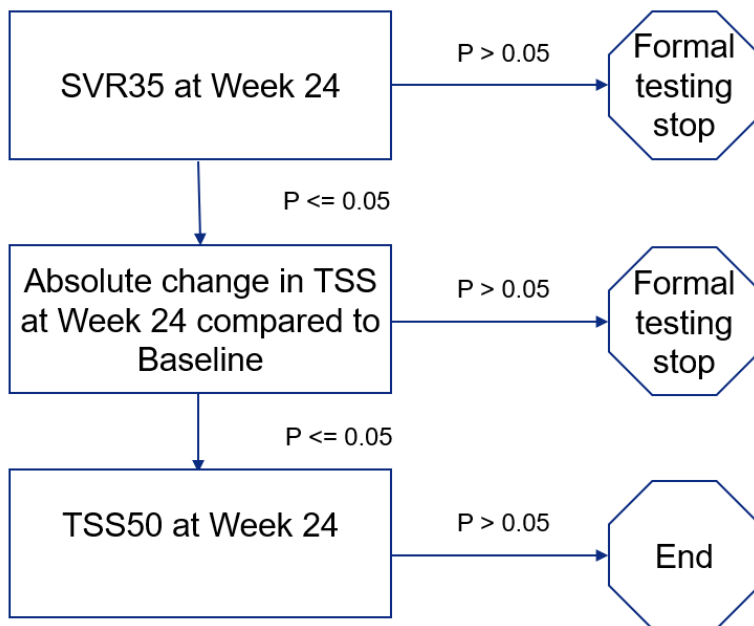 SVR35 at Week 24
P > 0.05
Formal
testing
stop
P <= 0.05
Absolute change in TSS
at Week 24 compared to
Baseline
P > 0.05
Formal
testing
stop
P <= 0.05
TSS50 at Week 24
P > 0.05
End